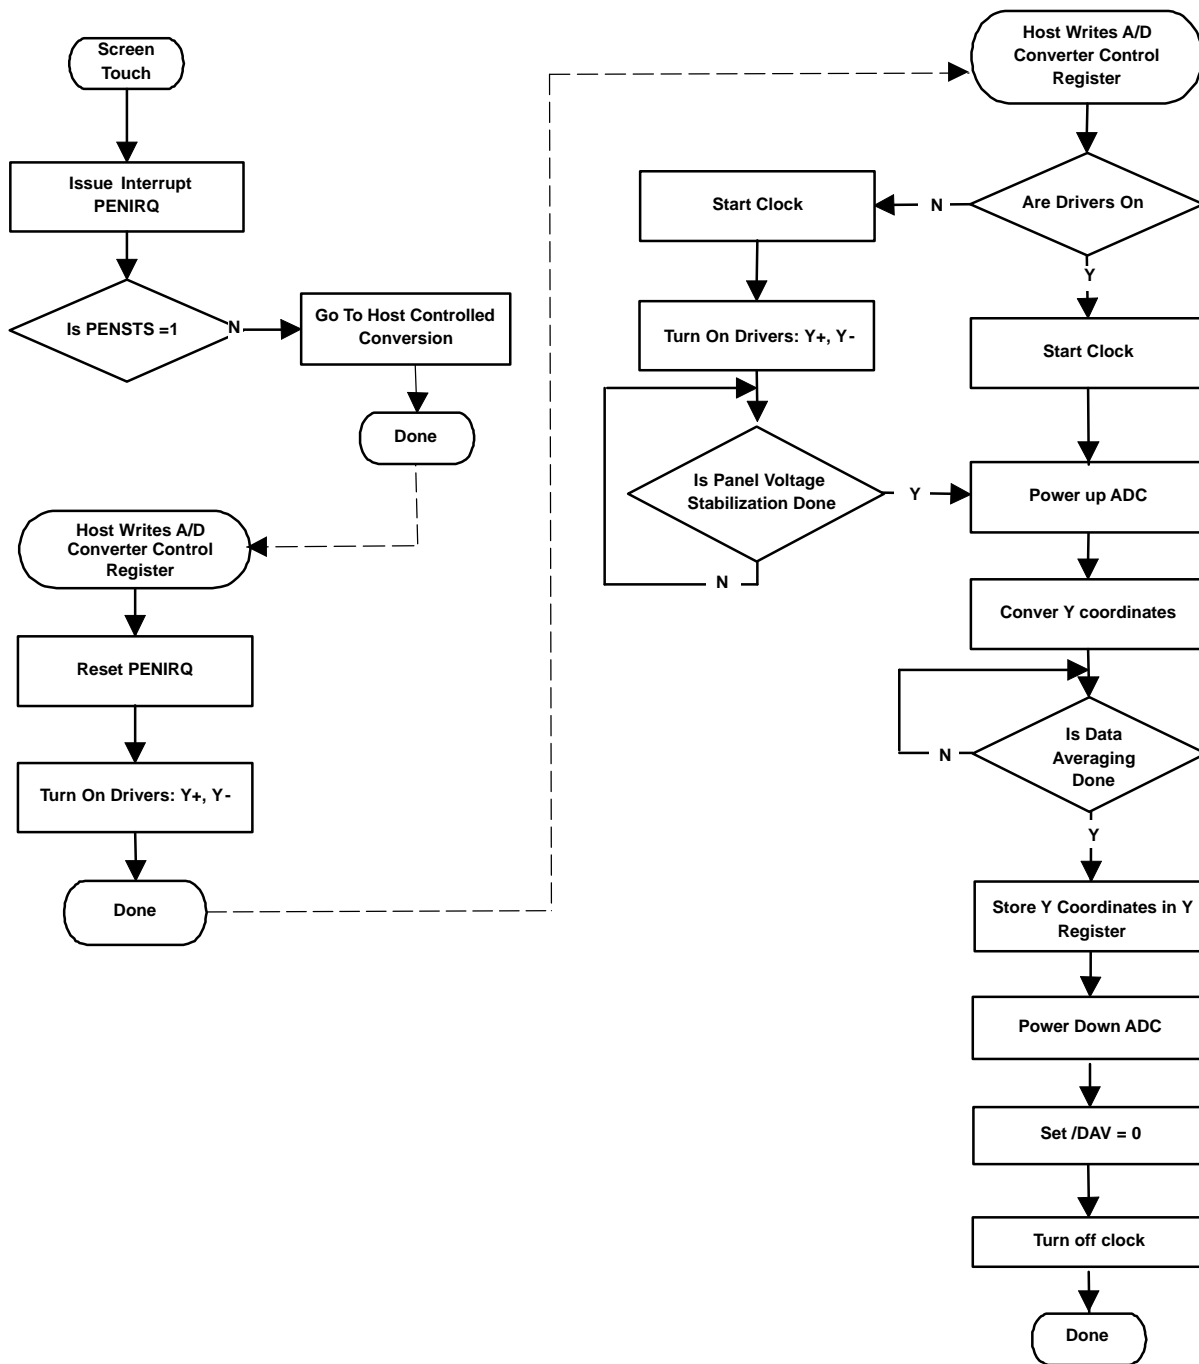 Screen
Touch
Issue Interrupt
PENIRQ
Is PENSTS =1
N
Go To Host Controlled
Conversion
Done
Host Writes A/D
Converter Control
Register
Reset PENIRQ
Turn On Drivers: Y+, Y-
Done
Host Writes A/D
Converter Control
Register
Are Drivers On
N
Y
Start Clock
Turn On Drivers: Y+, Y-
Is Panel Voltage
Stabilization Done
Y
N
Start Clock
Power up ADC
Conver Y coordinates
Is Data
Averaging
Done
N
Y
Store Y Coordinates in Y
Register
Power Down ADC
Set /DAV = 0
Turn off clock
Done